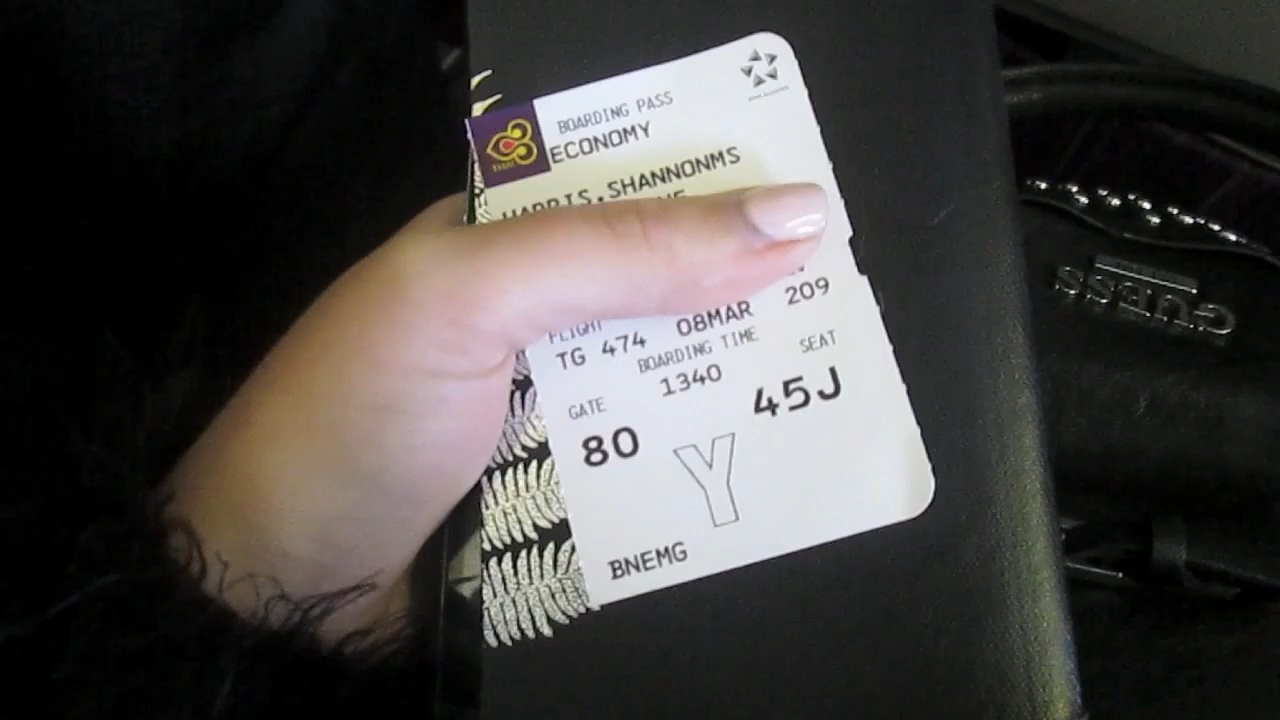 BOARDING PASS
ECONOMY
HARRIS.SHANNONMS
FLIGHT
TG 474 08MAR 209
BOARDING TIME
1340
SEAT
45J
GATE
80
Y
BNEMG
THAI
GUESS